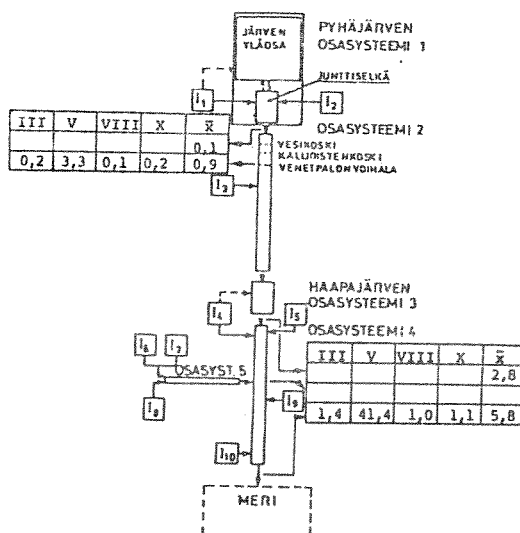 JÄRVEN
YLÄOSA
PYHÄJÄRVEN
OSASYSTEEMI 1
JUNTTISELKÄ
I1
I2
OSASYSTEEMI 2
III V VIII X x̄
0,1
0,2 3,3 0,1 0,2 0,9
VESIKOSKI
KALLIOISTENKOSKI
VENETPALON VOIHALA
I3
HAAPAJÄRVEN
OSASYSTEEMI 3
I4
I5
OSASYSTEEMI 4
III V VIII X x̄
2,8
1,4 41,4 1,0 1,1 5,8
I6
I7
OSASYST. 5
I8
I9
I10
MERI